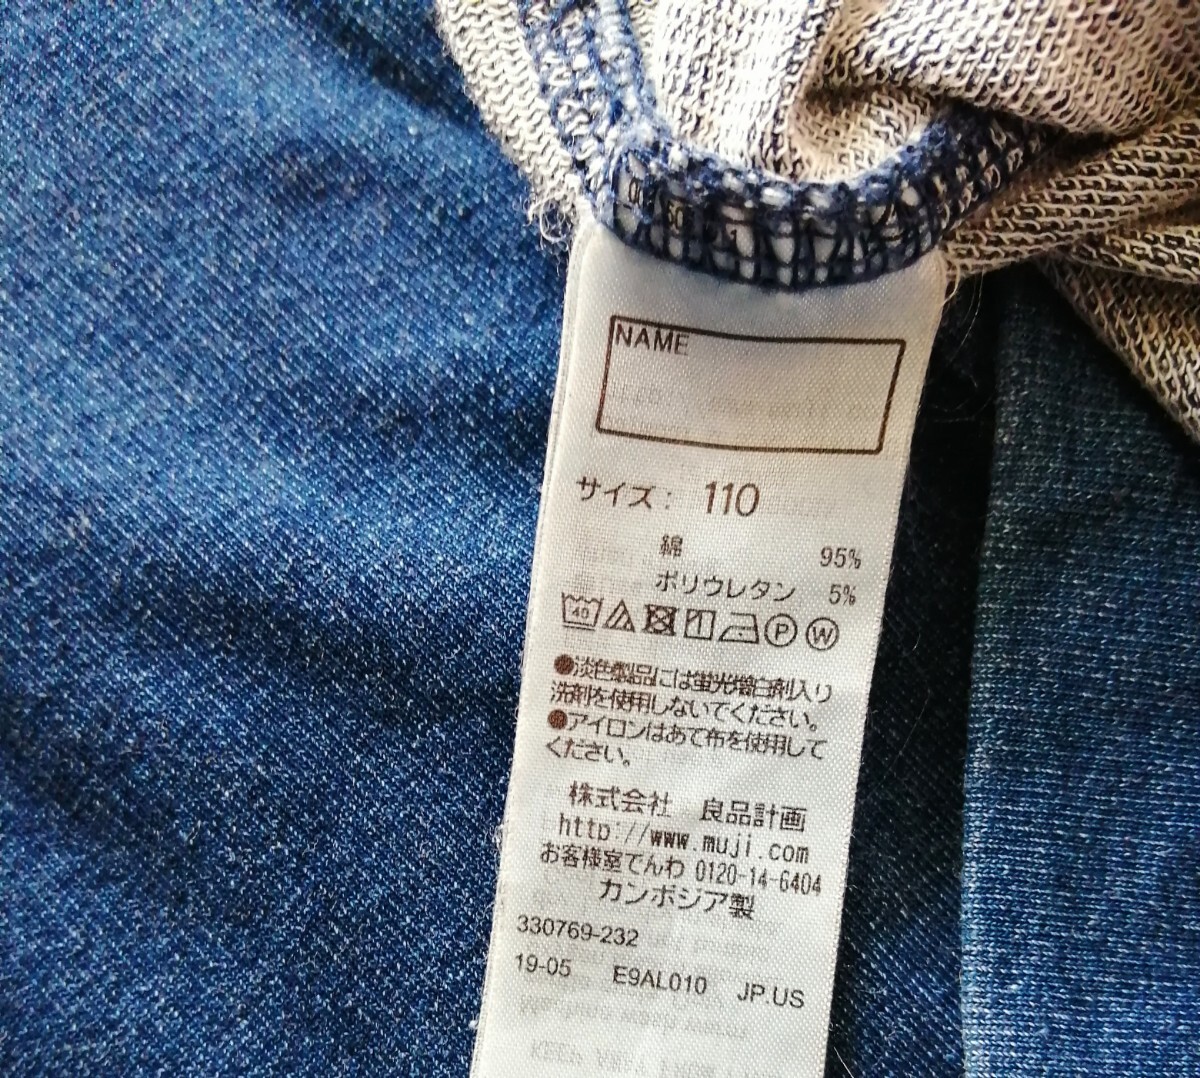 NAME
サイズ： 110
綿 95%
ポリウレタン 5%
40 P W
●淡色製品には蛍光増白剤入り
洗剤を使用しないでください。
●アイロンはあて布を使用して
ください。
株式会社 良品計画
http://www.muji.com
お客様室でんわ 0120-14-6404
カンボジア製
330769-232
19-05 E9AL010 JP.US